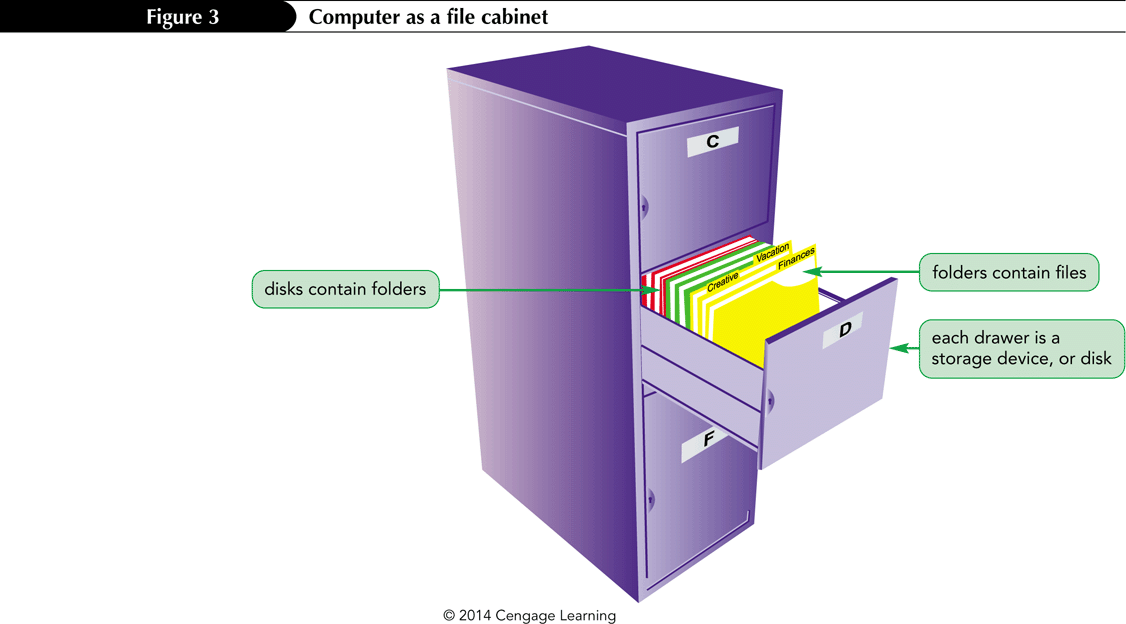 Figure 3 Computer as a file cabinet
C
Vacation
Finances
Creative
folders contain files
disks contain folders
D
each drawer is a
storage device, or disk
F
© 2014 Cengage Learning